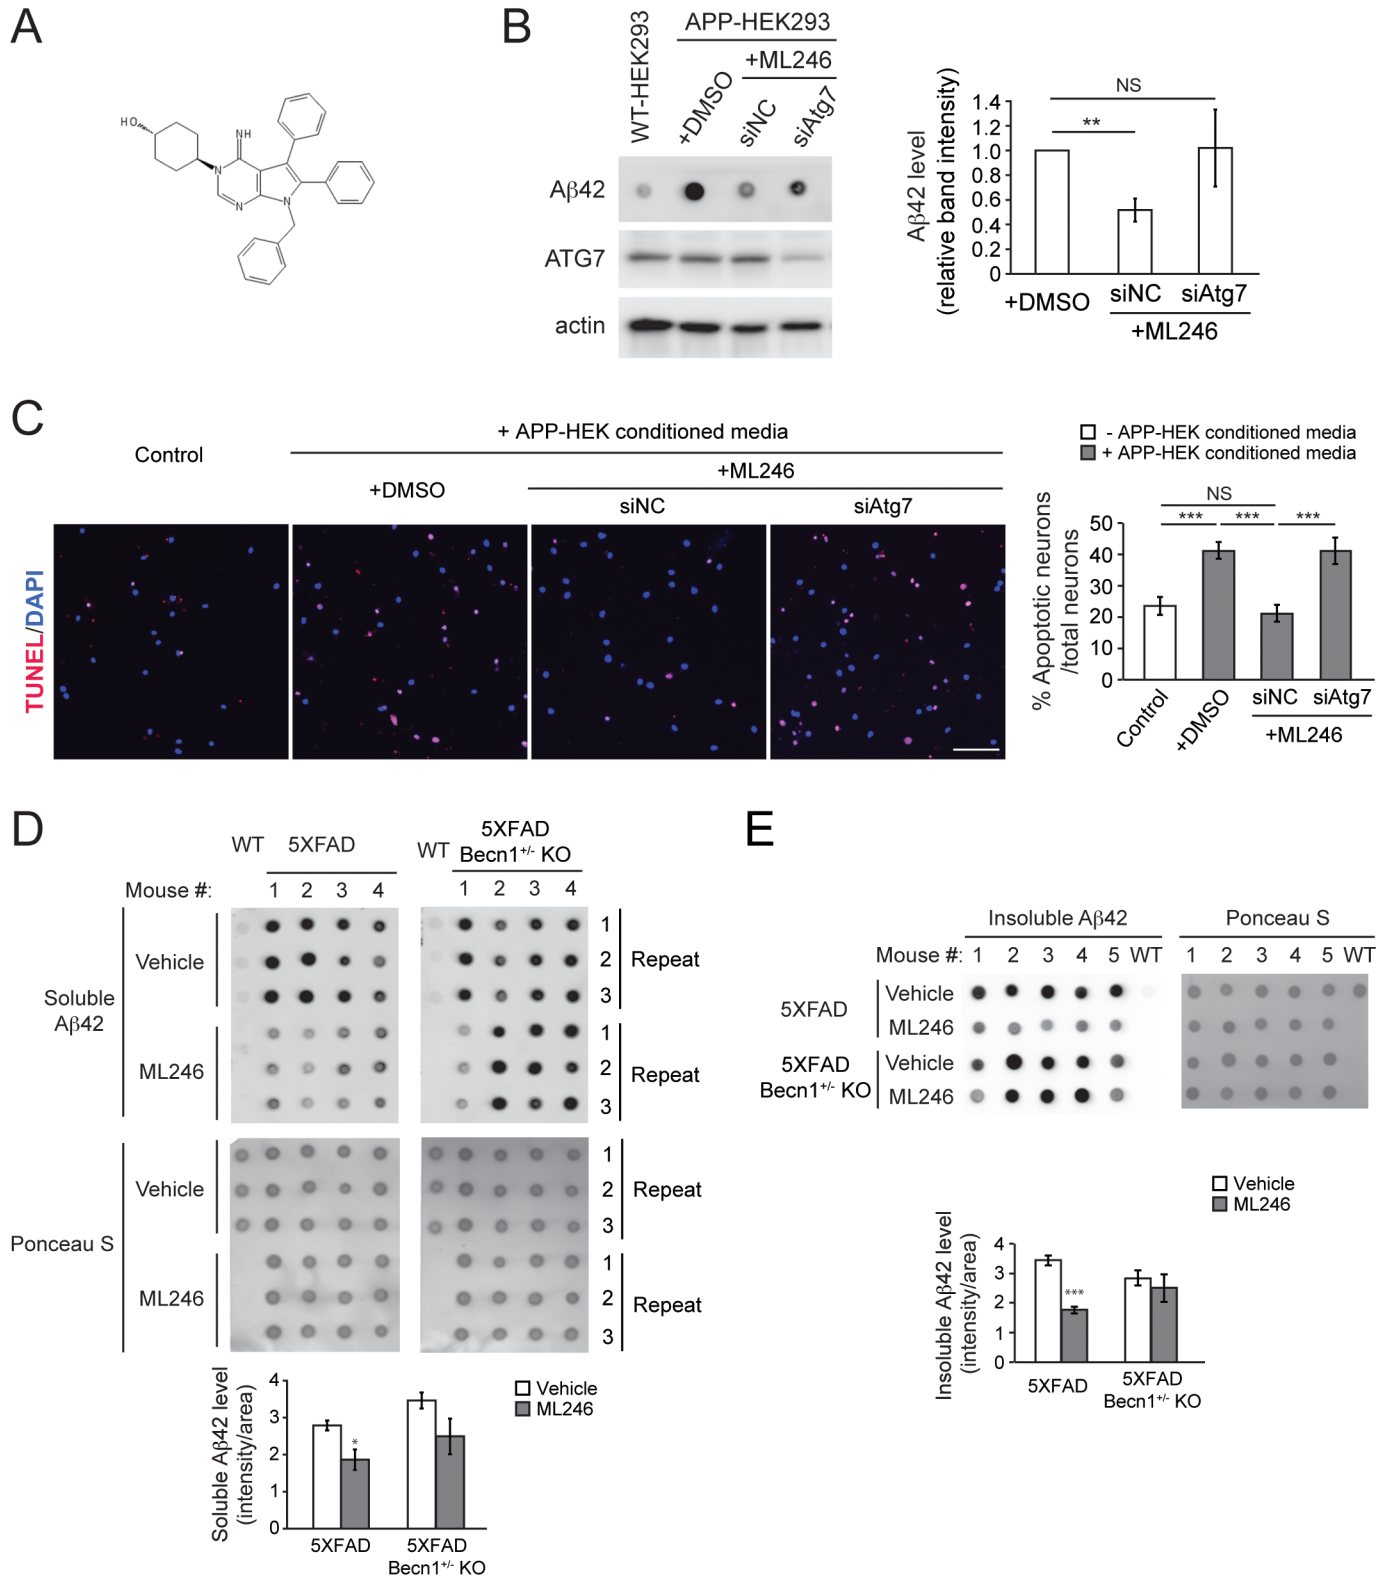 A
HO
N
NH
N
N
B
WT-HEK293
APP-HEK293
+ML246
+DMSO
siNC
siAtg7
Aβ42
ATG7
actin
Aβ42 level
(relative band intensity)
1.4
1.2
1.0
0.8
0.6
0.4
0.2
0
NS
**
+DMSO
siNC
siAtg7
+ML246
C
Control
+ APP-HEK conditioned media
+DMSO
+ML246
siNC
siAtg7
TUNEL/DAPI
- APP-HEK conditioned media
+ APP-HEK conditioned media
% Apoptotic neurons
/total neurons
50
40
30
20
10
0
NS
*** *** ***
Control
+DMSO
siNC
siAtg7
+ML246
D
WT
5XFAD
WT
5XFAD
Becn1+/- KO
Mouse #:
1 2 3 4
1 2 3 4
Soluble
Aβ42
Vehicle
1
2
3
Repeat
ML246
1
2
3
Repeat
Ponceau S
Vehicle
1
2
3
Repeat
ML246
1
2
3
Repeat
Soluble Aβ42 level
(intensity/area)
4
3
2
1
0
*
Vehicle
ML246
5XFAD
5XFAD
Becn1+/- KO
E
Insoluble Aβ42
Ponceau S
Mouse #: 1 2 3 4 5 WT
1 2 3 4 5 WT
5XFAD
Vehicle
ML246
5XFAD
Becn1+/- KO
Vehicle
ML246
Vehicle
ML246
Insoluble Aβ42 level
(intensity/area)
4
3
2
1
0
***
5XFAD
5XFAD
Becn1+/- KO